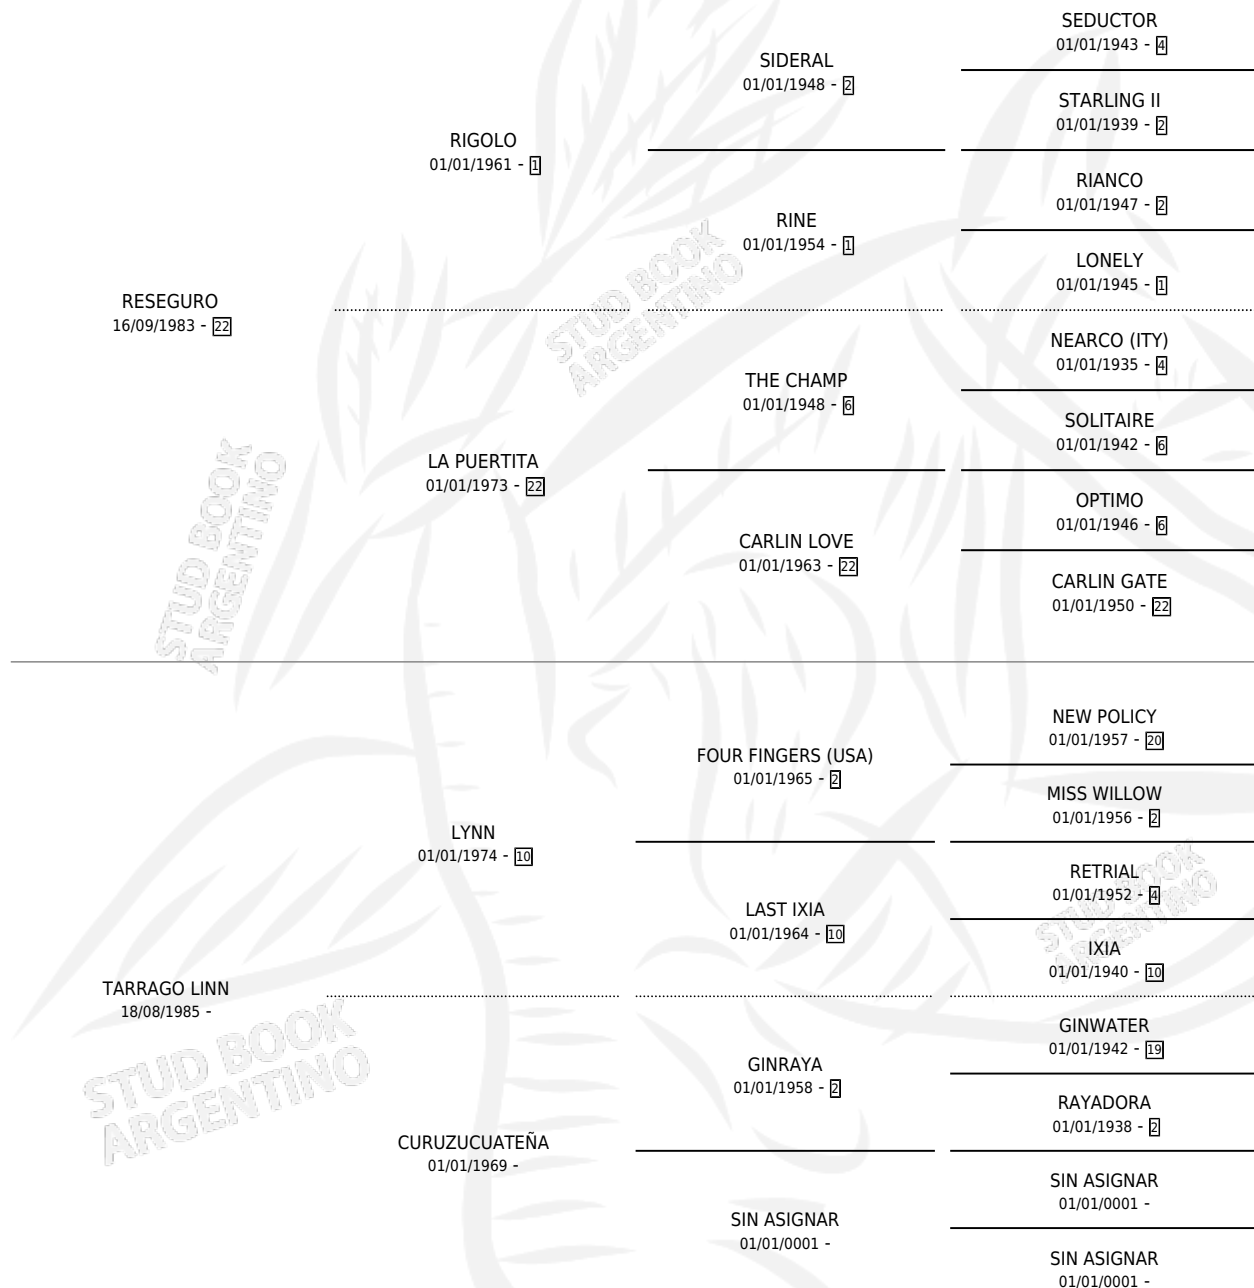 SEDUCTOR
01/01/1943 - 4
SIDERAL
01/01/1948 - 2
STARLING II
01/01/1939 - 2
RIGOLO
01/01/1961 - 1
RIANCO
01/01/1947 - 2
RINE
01/01/1954 - 1
LONELY
01/01/1945 - 1
RESEGURO
16/09/1983 - 22
NEARCO (ITY)
01/01/1935 - 4
THE CHAMP
01/01/1948 - 6
SOLITAIRE
01/01/1942 - 6
LA PUERTITA
01/01/1973 - 22
OPTIMO
01/01/1946 - 6
CARLIN LOVE
01/01/1963 - 22
CARLIN GATE
01/01/1950 - 22
NEW POLICY
01/01/1957 - 20
FOUR FINGERS (USA)
01/01/1965 - 2
MISS WILLOW
01/01/1956 - 2
LYNN
01/01/1974 - 10
RETRIAL
01/01/1952 - 4
LAST IXIA
01/01/1964 - 10
IXIA
01/01/1940 - 10
TARRAGO LINN
18/08/1985 -
GINWATER
01/01/1942 - 19
GINRAYA
01/01/1958 - 2
RAYADORA
01/01/1938 - 2
CURUZUCUATEÑA
01/01/1969 -
SIN ASIGNAR
01/01/0001 -
SIN ASIGNAR
01/01/0001 -
SIN ASIGNAR
01/01/0001 -
STUD BOOK
ARGENTINO
STUD BOOK
ARGENTINO
STUD BOOK
ARGENTINO
STUD BOOK
ARGENTINO